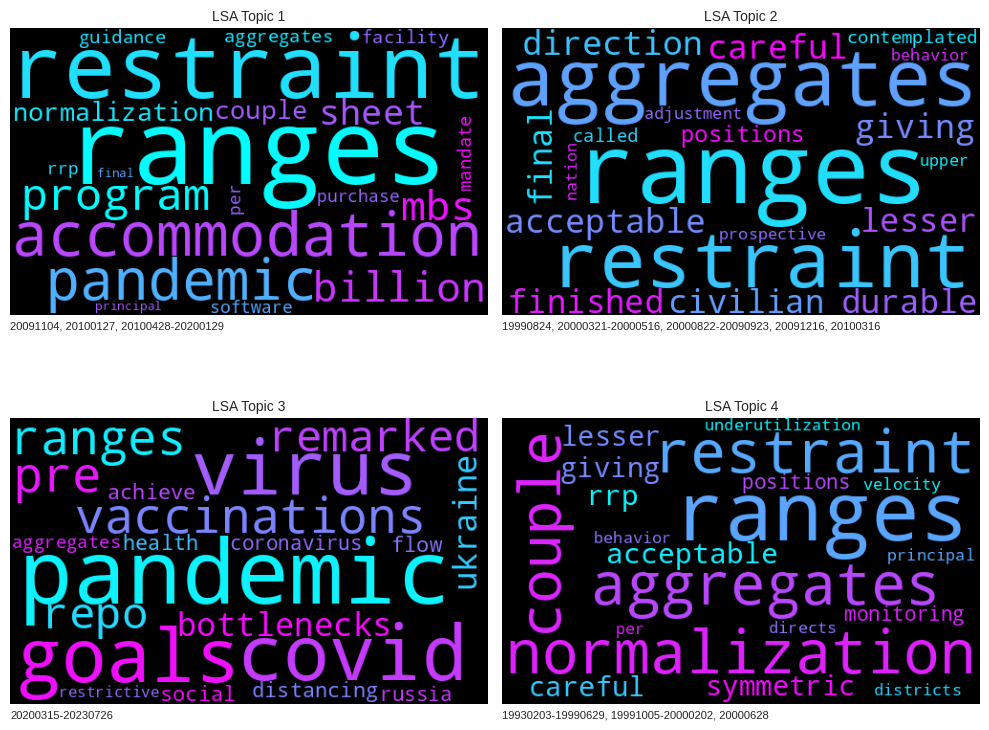 LSA Topic 1
guidance aggregates facility
restraint
normalization couple sheet
ranges
mandate
rrp final
program per purchase mbs
accommodation
pandemic billion
principal software
20091104, 20100127, 20100428-20200129
LSA Topic 2
direction careful contemplated
behavior
aggregates
adjustment
final called positions giving
nation ranges upper
acceptable lesser
prospective
restraint
finished civilian durable
19990824, 20000321-20000516, 20000822-20090923, 20091216, 20100316
LSA Topic 3
ranges virus remarked
pre achieve
vaccinations ukraine
aggregates health coronavirus flow
pandemic
repo bottlenecks
goals covid
restrictive social distancing russia
20200315-20230726
LSA Topic 4
underutilization
couple lesser restraint
giving positions velocity
rrp ranges
behavior
acceptable principal
aggregates
monitoring
per directs
normalization
careful symmetric districts
19930203-19990629, 19991005-20000202, 20000628